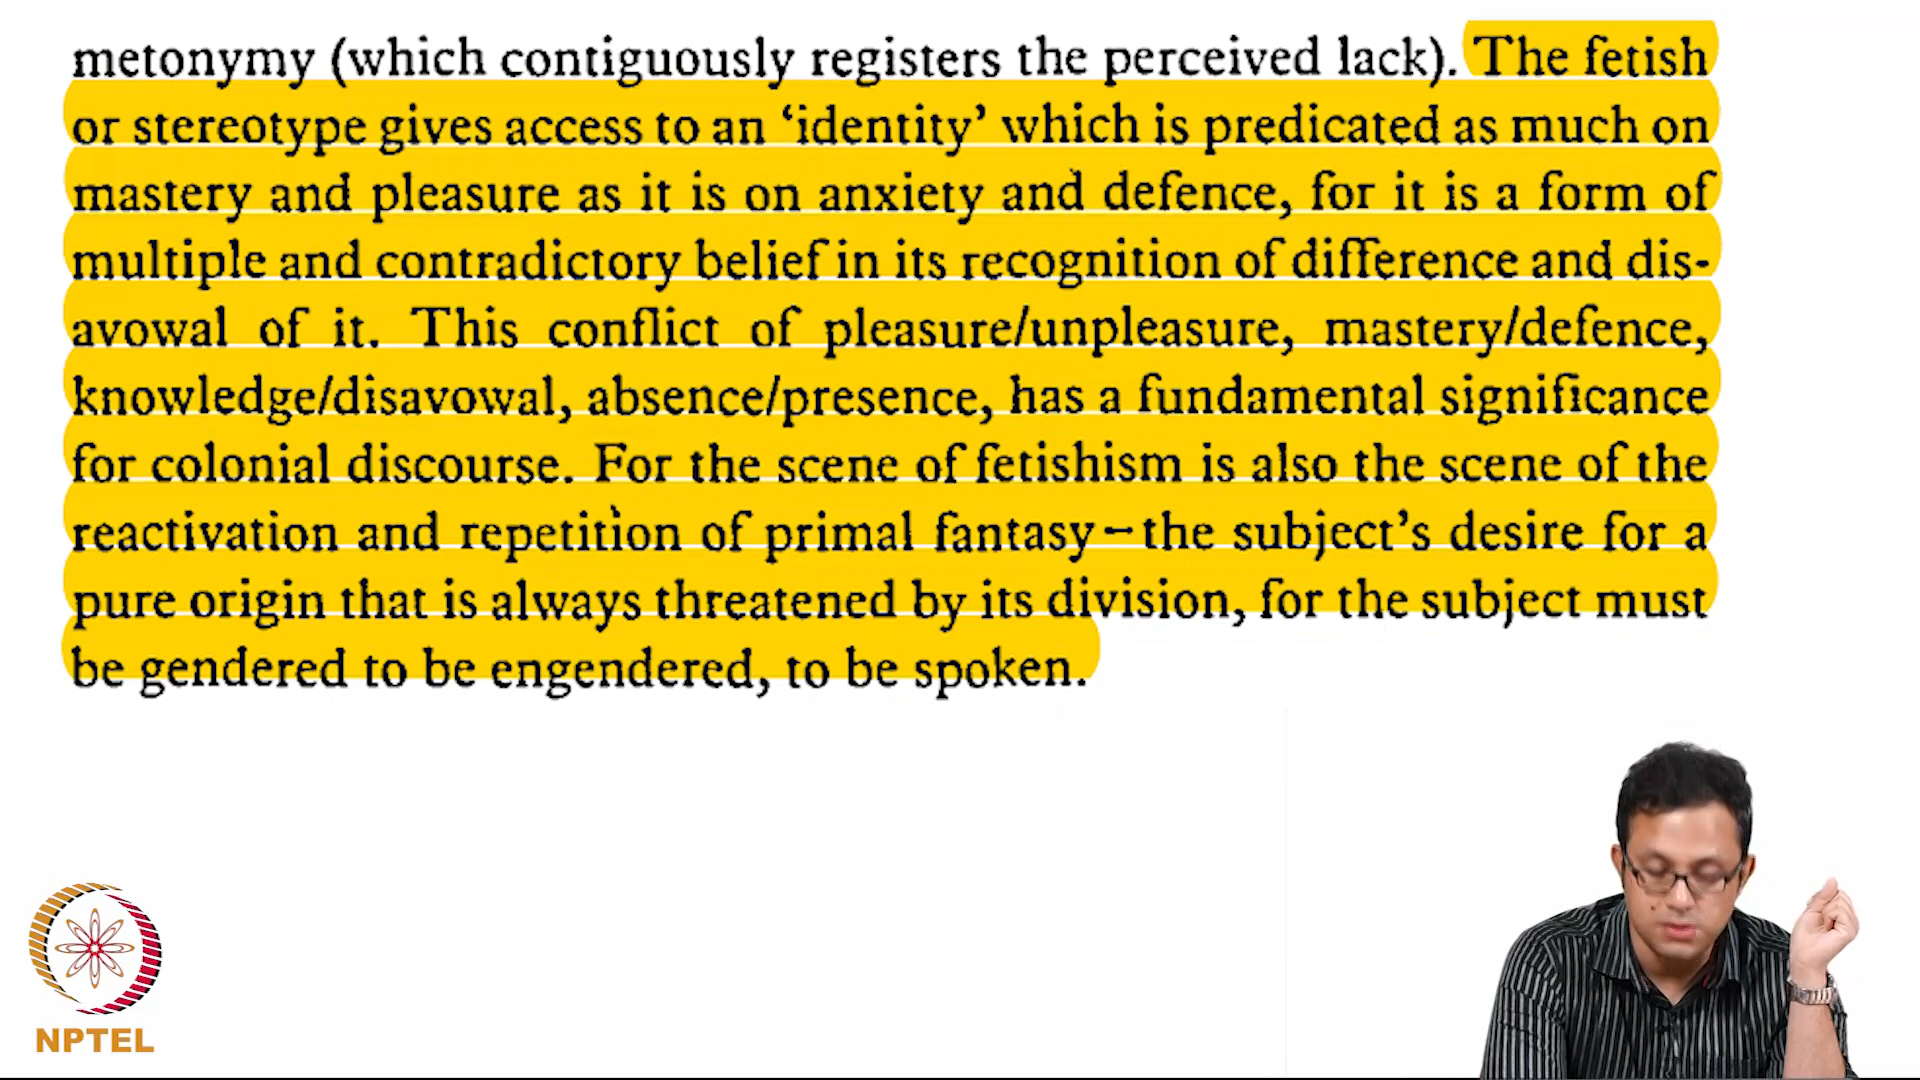 metonymy (which contiguously registers the perceived lack). The fetish
or stereotype gives access to an ‘identity’ which is predicated as much on
mastery and pleasure as it is on anxiety and defence, for it is a form of
multiple and contradictory belief in its recognition of difference and dis-
avowal of it. This conflict of pleasure/unpleasure, mastery/defence,
knowledge/disavowal, absence/presence, has a fundamental significance
for colonial discourse. For the scene of fetishism is also the scene of the
reactivation and repetition of primal fantasy – the subject’s desire for a
pure origin that is always threatened by its division, for the subject must
be gendered to be engendered, to be spoken.
NPTEL